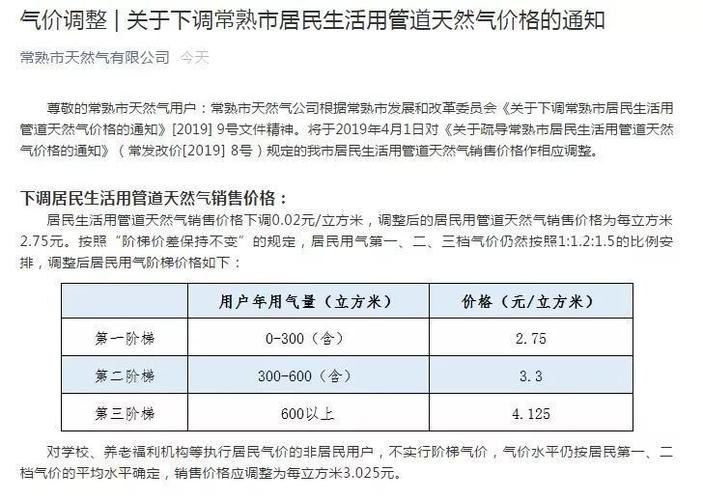 气价调整 | 关于下调常熟市居民生活用管道天然气价格的通知
常熟市天然气有限公司 今天
尊敬的常熟市天然气用户：常熟市天然气公司根据常熟市发展和改革委员会《关于下调常熟市居民生活用
管道天然气价格的通知》[2019] 9号文件精神。将于2019年4月1日对《关于疏导常熟市居民生活用管道天然
气价格的通知》（ 常发改价[2019] 8号 ）规定的我市居民生活用管道天然气销售价格作相应调整。
下调居民生活用管道天然气销售价格：
居民生活用管道天然气销售价格下调0.02元/立方米，调整后的居民用管道天然气销售价格为每立方米
2.75元。按照“阶梯价差保持不变”的规定，居民用气第一、二、三档气价仍然按照1:1.2:1.5的比例安
排，调整后居民用气阶梯价格如下：
用户年用气量（立方米） 价格（元/立方米）
第一阶梯 0-300（含） 2.75
第二阶梯 300-600（含） 3.3
第三阶梯 600以上 4.125
对学校、养老福利机构等执行居民气价的非居民用户，不实行阶梯气价，气价水平仍按居民第一、二
档气价的平均水平确定，销售价格应调整为每立方米3.025元。